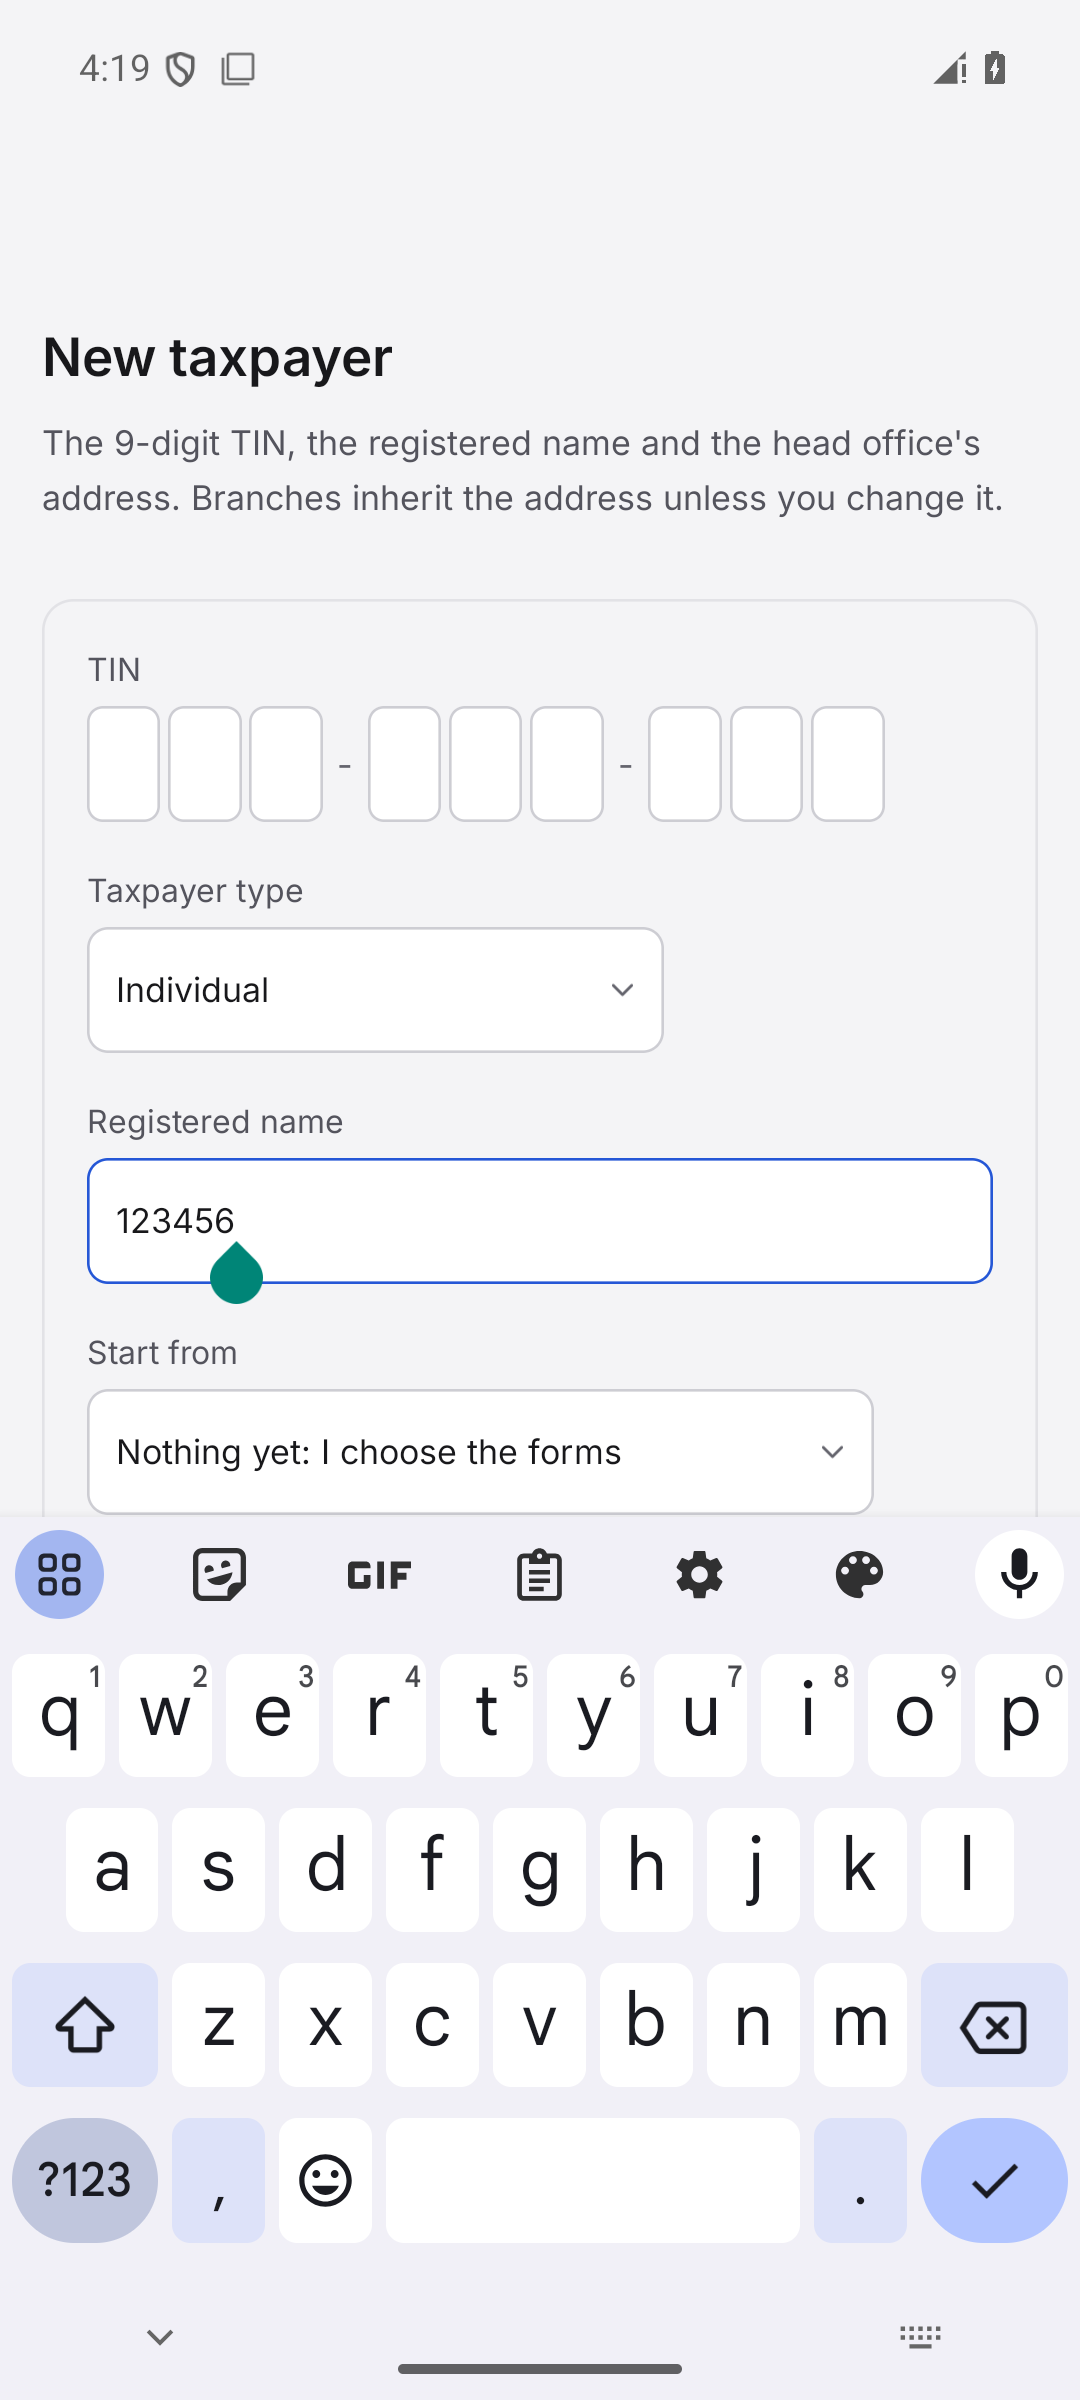 4:19
New taxpayer
The 9-digit TIN, the registered name and the head office's
address. Branches inherit the address unless you change it.
TIN
- -
Taxpayer type
Individual
Registered name
123456
Start from
Nothing yet: I choose the forms
GIF
q1 w2 e3 r4 t5 y6 u7 i8 o9 p0
a s d f g h j k l
z x c v b n m
?123 , .